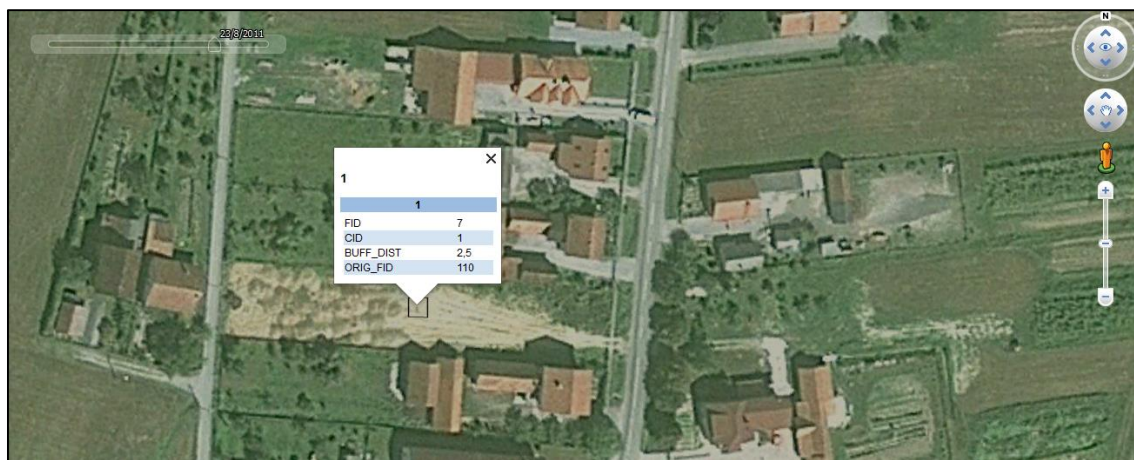 23/8/2011
N
1
1
FID 7
CID 1
BUFF_DIST 2,5
ORIG_FID 110